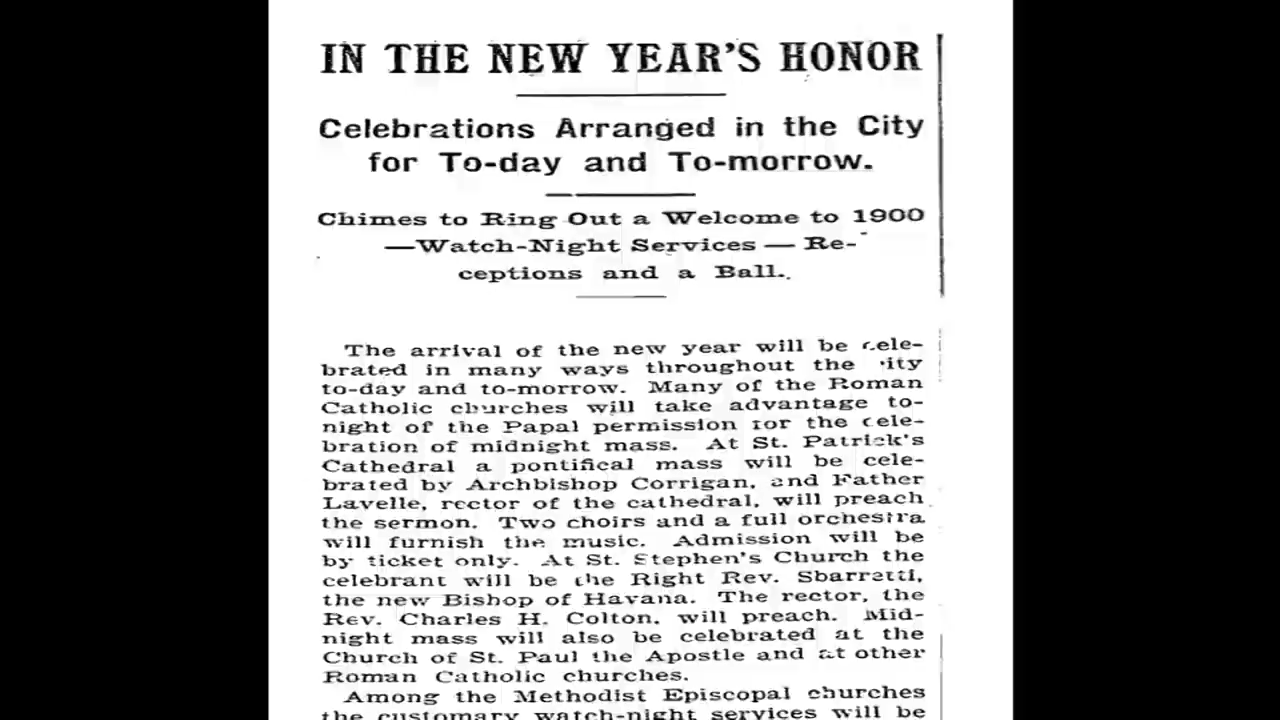 IN THE NEW YEAR'S HONOR
Celebrations Arranged in the City
for To-day and To-morrow.
Chimes to Ring Out a Welcome to 1900
—Watch-Night Services — Re-
ceptions and a Ball.
The arrival of the new year will be cele-
brated in many ways throughout the city
to-day and to-morrow. Many of the Roman
Catholic churches will take advantage to-
night of the Papal permission for the cele-
bration of midnight mass. At St. Patrick's
Cathedral a pontifical mass will be cele-
brated by Archbishop Corrigan, and Father
Lavelle, rector of the cathedral, will preach
the sermon. Two choirs and a full orchestra
will furnish the music. Admission will be
by ticket only. At St. Stephen's Church the
celebrant will be the Right Rev. Sbarretti,
the new Bishop of Havana. The rector, the
Rev. Charles H. Colton, will preach. Mid-
night mass will also be celebrated at the
Church of St. Paul the Apostle and at other
Roman Catholic churches.
Among the Methodist Episcopal churches
the customary watch-night services will be